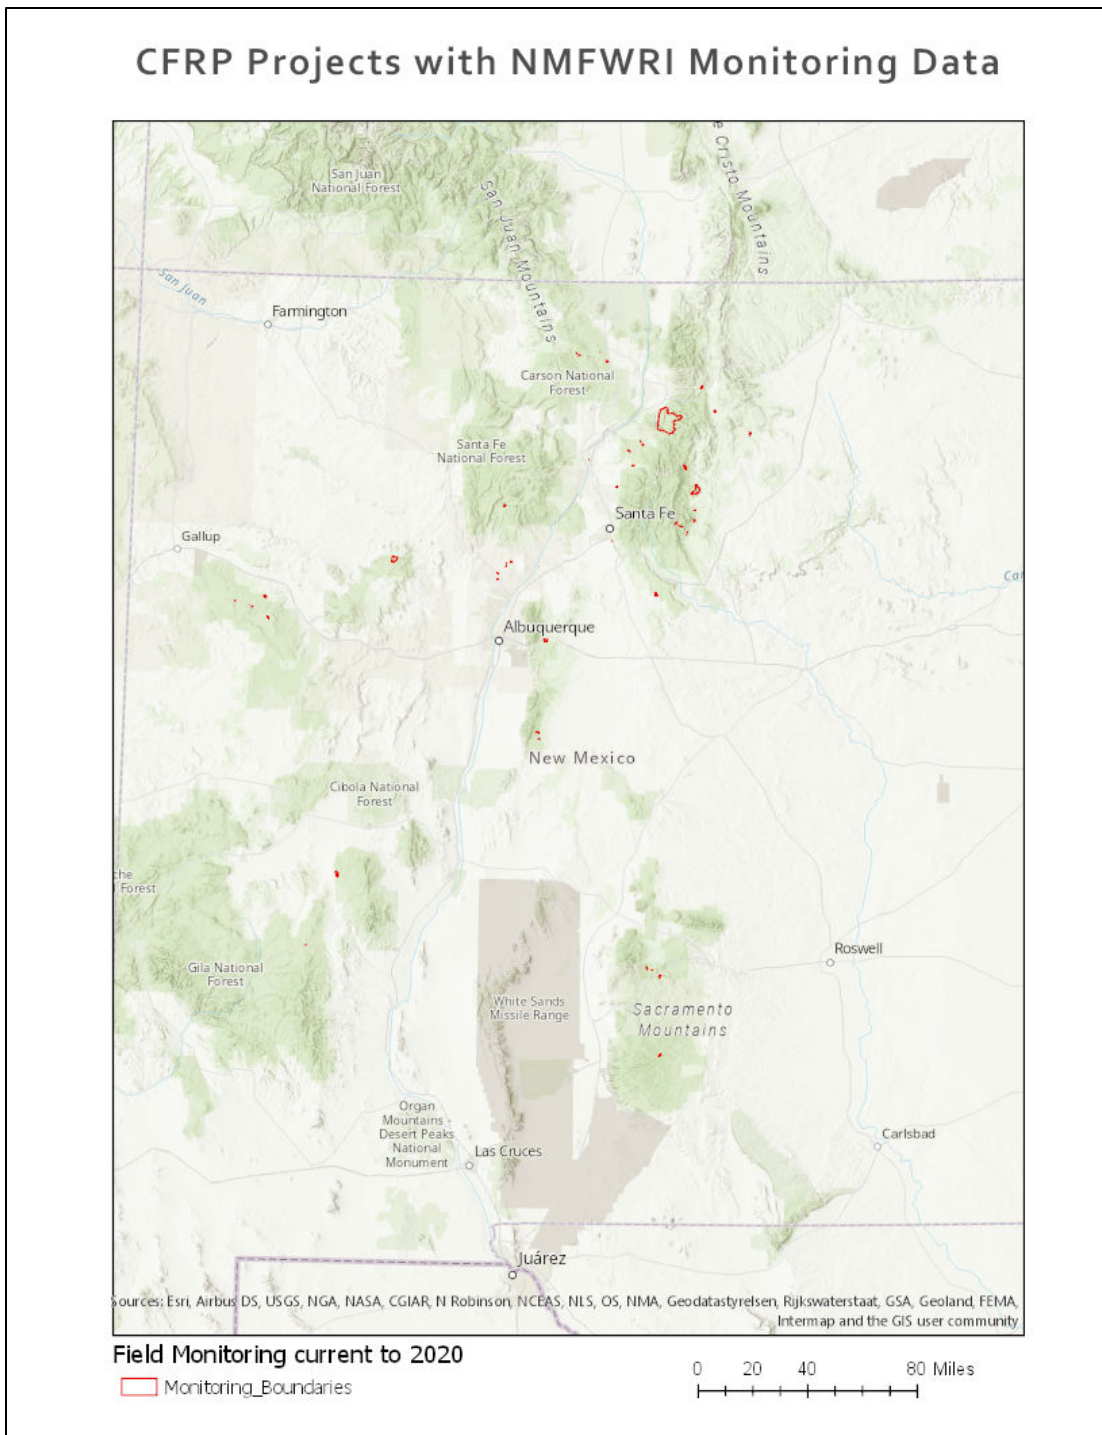 CFRP Projects with NMFWRI Monitoring Data
San Juan
National Forest
San Juan Mountains
e Cristo Mountains
San Juan
Farmington
Carson National
Forest
Santa Fe
National Forest
Santa Fe
Gallup
Albuquerque
New Mexico
Cibola National
Forest
che
l Forest
Gila National
Forest
Roswell
White Sands
Missile Range
Sacramento
Mountains
Organ
Mountains -
Desert Peaks
National
Monument
Las Cruces
Carlsbad
Juárez
Sources: Esri, Airbus DS, USGS, NGA, NASA, CGIAR, N Robinson, NCEAS, NLS, OS, NMA, Geodatastyrelsen, Rijkswaterstaat, GSA, Geoland, FEMA,
Intermap and the GIS user community
Field Monitoring current to 2020
Monitoring_Boundaries
0 20 40 80 Miles